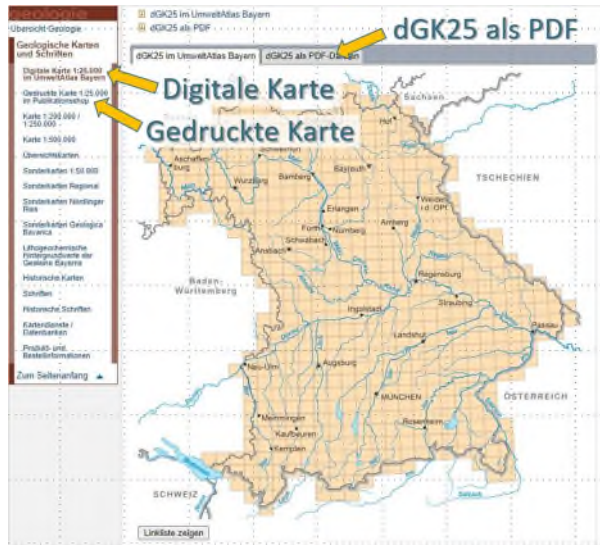 geologie
Übersicht Geologie
Geologische Karten
und Schriften
Digitale Karte 1:25.000
im UmweltAtlas Bayern
Gedruckte Karte 1:25.000
im Publikationsshop
Karte 1:200.000 /
1:250.000
Karte 1:500.000
Übersichtskarten
Sonderkarten 1:50.000
Sonderkarten Regional
Sonderkarten Nördlinger
Ries
Sonderkarten Geologica
Bavarica
Lithogeochemische
Hintergrundwerte der
Gesteine Bayerns
Historische Karten
Schriften
Historische Schriften
Kartendienste /
Datenbanken
Produkt- und
Bestellinformationen
Zum Seitenanfang
dGK25 im UmweltAtlas Bayern
dGK25 als PDF
dGK25 als PDF
dGK25 im UmweltAtlas Bayern
dGK25 als PDF-Dateien
Digitale Karte
Gedruckte Karte
Sachsen
Hof
Schweinfurt
Aschaffen-
burg
Würzburg
Bamberg
Bayreuth
TSCHECHIEN
Weiden
i.d. OPf.
Erlangen
Fürth
Nürnberg
Amberg
Schwabach
Ansbach
Baden-
Württemberg
Regensburg
Ingolstadt
Straubing
Passau
Landshut
Neu-Ulm
Augsburg
MÜNCHEN
ÖSTERREICH
Memmingen
Rosenheim
Kaufbeuren
Kempten
SCHWEIZ
Salzach
Linkliste zeigen